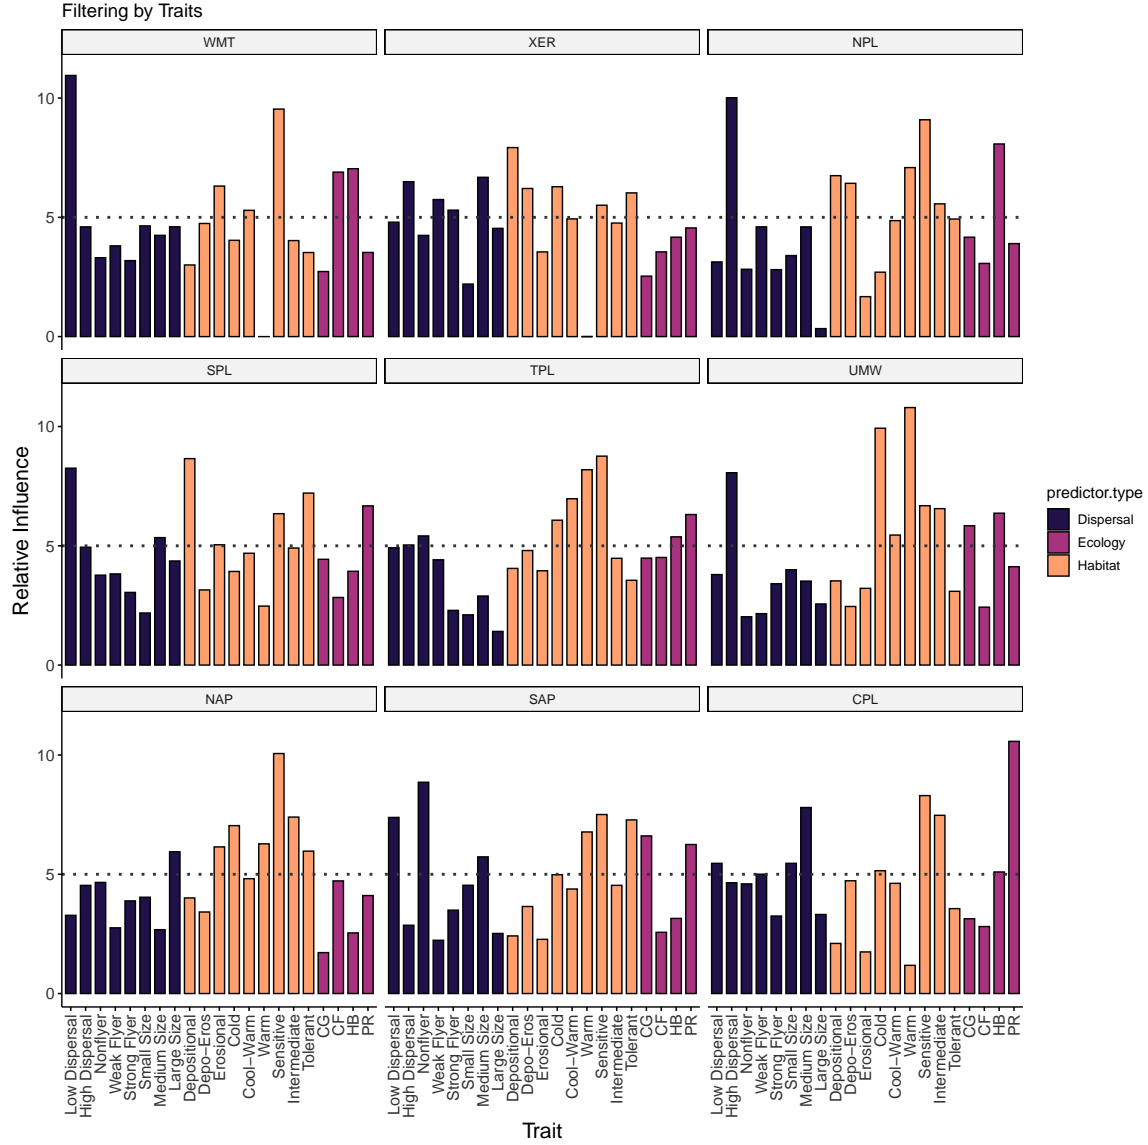 Filtering by Traits
WMT
XER
NPL
10
5
0
SPL
TPL
UMW
10
5
0
NAP
SAP
CPL
10
5
0
Relative Influence
Low Dispersal
High Dispersal
Nonflyer
Weak Flyer
Strong Flyer
Small Size
Medium Size
Large Size
Depositional
Depo−Eros
Erosional
Cold
Cool−Warm
Warm
Sensitive
Intermediate
Tolerant
CG
CF
HB
PR
Low Dispersal
High Dispersal
Nonflyer
Weak Flyer
Strong Flyer
Small Size
Medium Size
Large Size
Depositional
Depo−Eros
Erosional
Cold
Cool−Warm
Warm
Sensitive
Intermediate
Tolerant
CG
CF
HB
PR
Low Dispersal
High Dispersal
Nonflyer
Weak Flyer
Strong Flyer
Small Size
Medium Size
Large Size
Depositional
Depo−Eros
Erosional
Cold
Cool−Warm
Warm
Sensitive
Intermediate
Tolerant
CG
CF
HB
PR
Trait
predictor.type
Dispersal
Ecology
Habitat